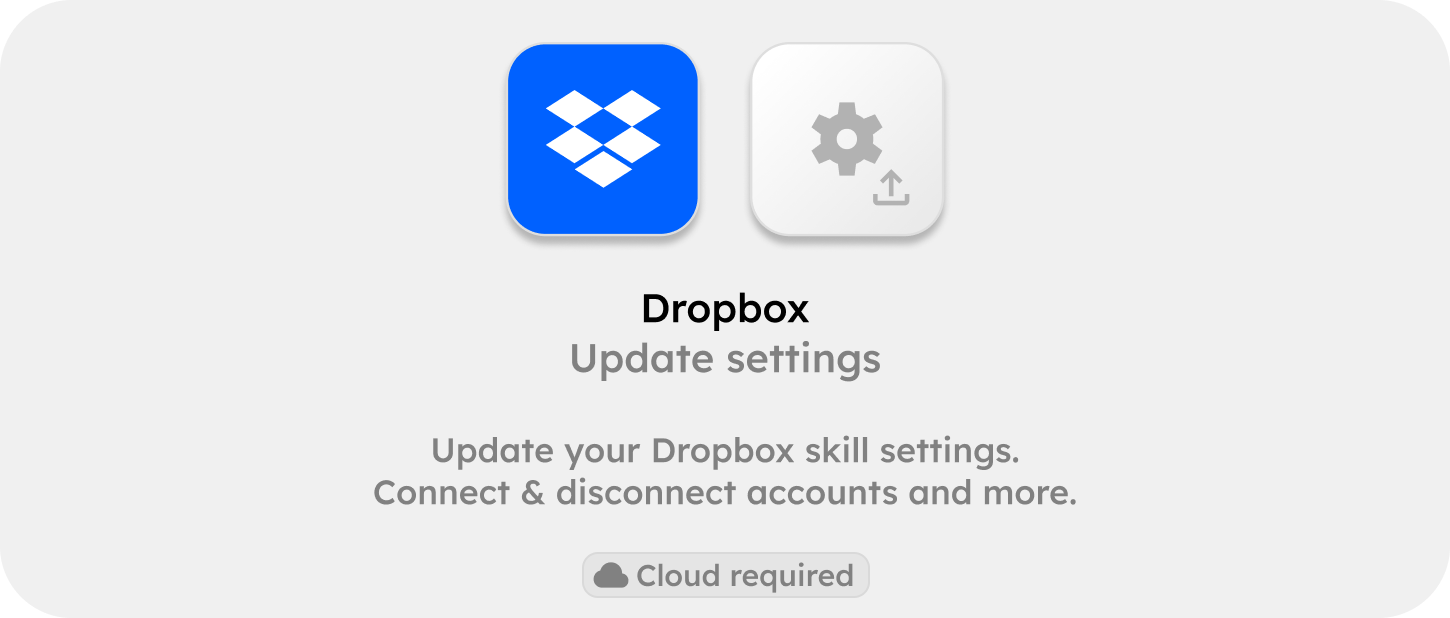 Dropbox
Update settings
Update your Dropbox skill settings.
Connect & disconnect accounts and more.
Cloud required